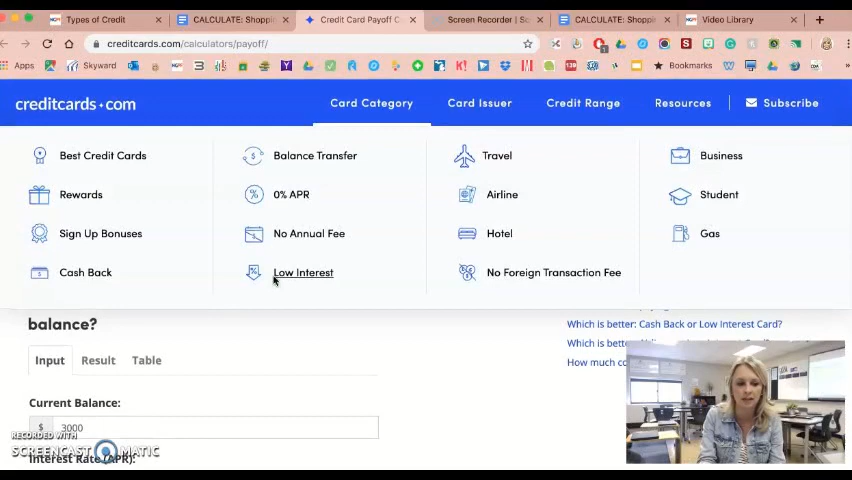 Types of Credit
CALCULATE: Shoppin
Credit Card Payoff C
Screen Recorder | Sc
CALCULATE: Shoppin
Video Library
creditcards.com/calculators/payoff/
Apps
Skyward
Bookmarks
creditcards.com
Card Category
Card Issuer
Credit Range
Resources
Subscribe
Best Credit Cards
Balance Transfer
Travel
Business
Rewards
0% APR
Airline
Student
Sign Up Bonuses
No Annual Fee
Hotel
Gas
Cash Back
Low Interest
No Foreign Transaction Fee
balance?
Which is better: Cash Back or Low Interest Card?
Which is bette
How much co
Input
Result
Table
Current Balance:
$ 3000
RECORDED WITH
SCREENCAST MATIC
Interest Rate (APR):